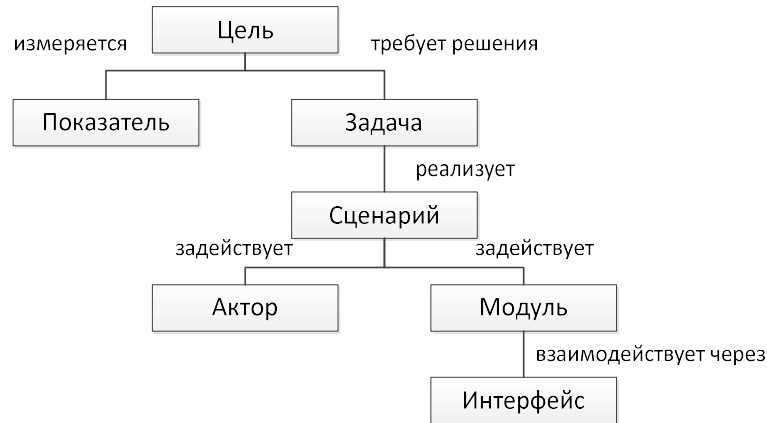 Цель
измеряется
требует решения
Показатель
Задача
реализует
Сценарий
задействует
задействует
Актор
Модуль
взаимодействует через
Интерфейс